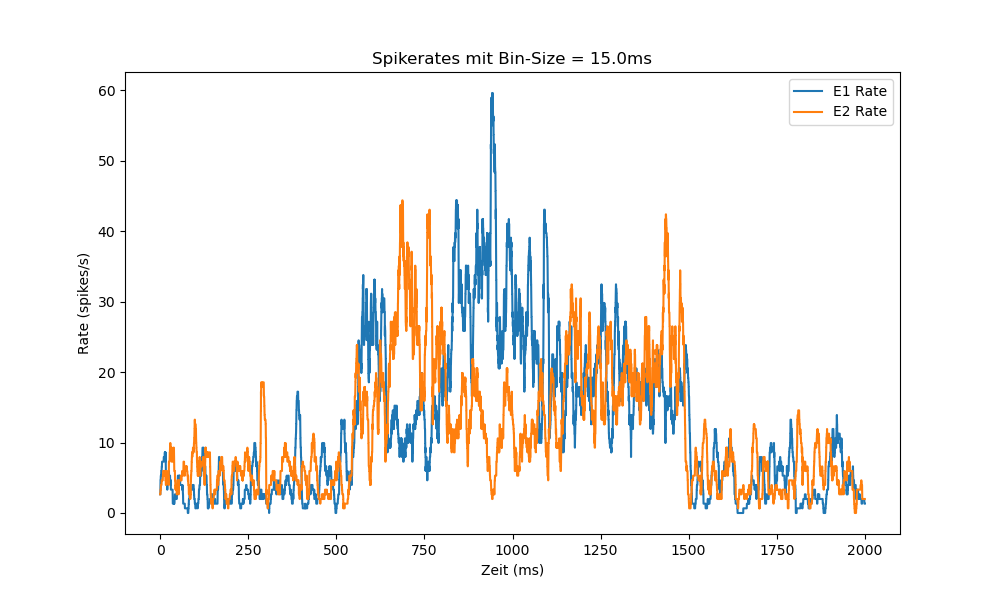 Spikerates mit Bin-Size = 15.0ms
E1 Rate
E2 Rate
Rate (spikes/s)
60
50
40
30
20
10
0
0 250 500 750 1000 1250 1500 1750 2000
Zeit (ms)